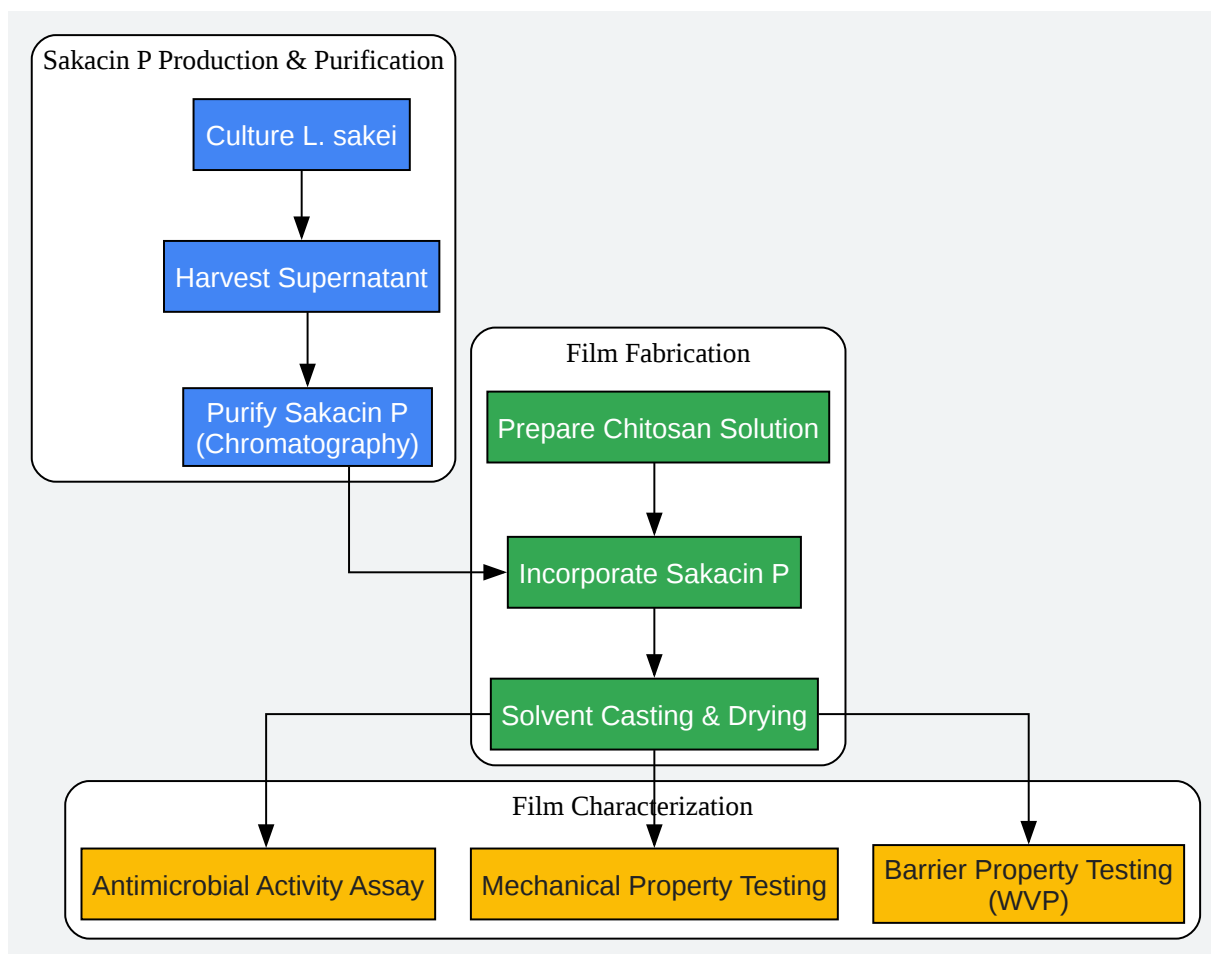 Sakacin P Production & Purification
Culture L. sakei
Harvest Supernatant
Purify Sakacin P
(Chromatography)
Film Fabrication
Prepare Chitosan Solution
Incorporate Sakacin P
Solvent Casting & Drying
Film Characterization
Antimicrobial Activity Assay
Mechanical Property Testing
Barrier Property Testing
(WVP)